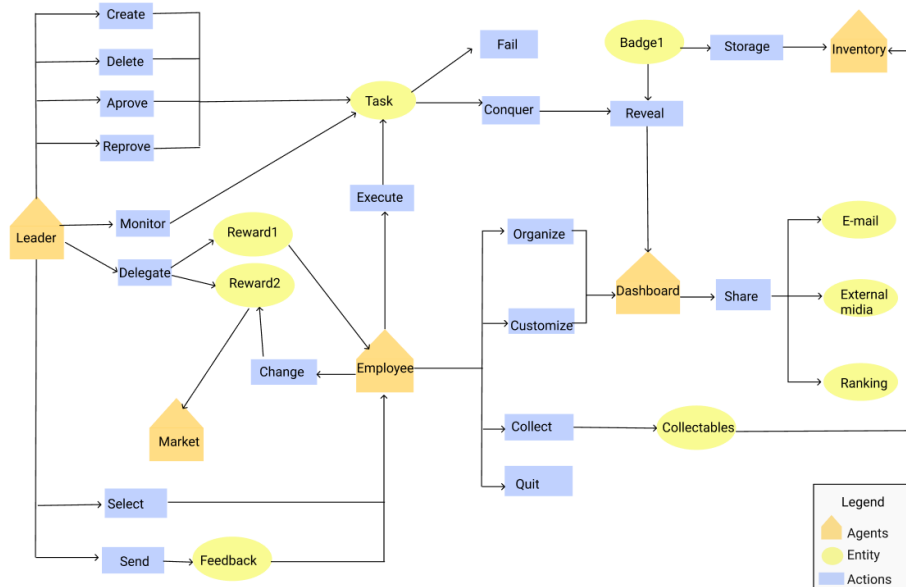 Create
Delete
Aprove
Reprove
Monitor
Leader
Delegate
Reward1
Reward2
Change
Market
Select
Send
Feedback
Task
Fail
Conquer
Execute
Employee
Badge1
Storage
Inventory
Reveal
Organize
Customize
Dashboard
Share
E-mail
External
midia
Ranking
Collect
Collectables
Quit
Legend
Agents
Entity
Actions